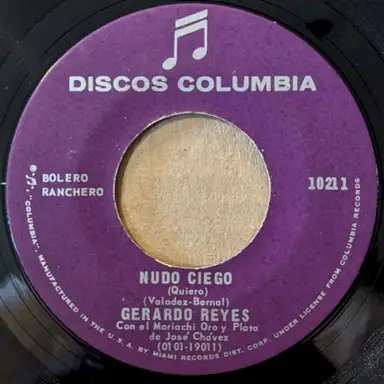 DISCOS COLUMBIA
BOLERO
RANCHERO
10211
NUDO CIEGO
(Quiero)
(Valadez-Bernal)
GERARDO REYES
Con el Mariachi Oro y Plata
de José Chávez
(0101-19011)
"COLUMBIA". MANUFACTURED IN THE U.S.A. BY MIAMI RECORDS DIST. CORP. UNDER LICENSE FROM COLUMBIA RECORDS